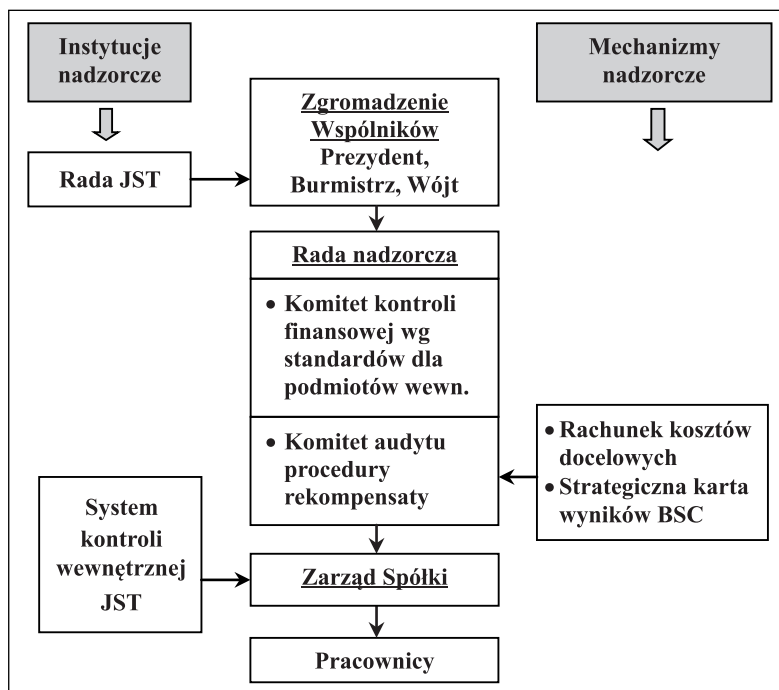 Instytucje
nadzorcze
Mechanizmy
nadzorcze
Zgromadzenie
Wspólników
Prezydent,
Burmistrz, Wójt
Rada JST
Rada nadzorcza
• Komitet kontroli
finansowej wg
standardów dla
podmiotów wewn.
• Komitet audytu
procedury
rekompensaty
• Rachunek kosztów
docelowych
• Strategiczna karta
wyników BSC
System
kontroli
wewnętrznej
JST
Zarząd Spółki
Pracownicy